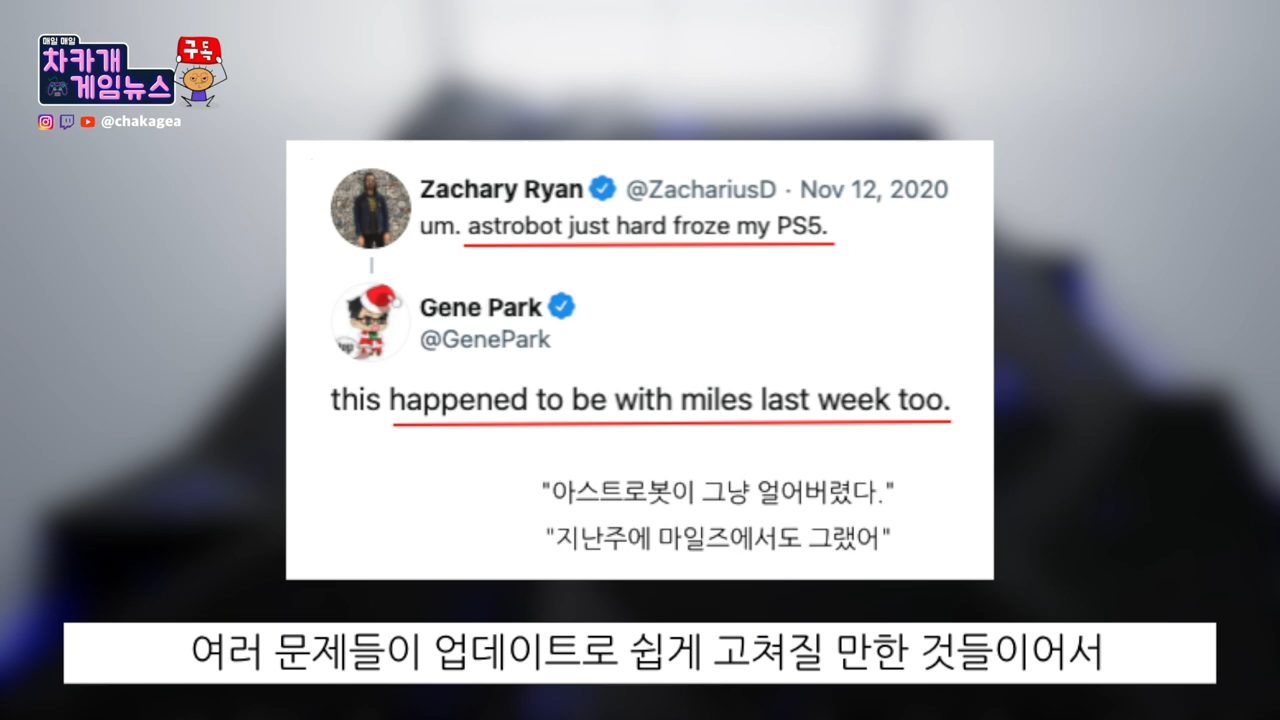 매일 매일
차카개
게임뉴스
구독
@chakagea
Zachary Ryan @ZachariusD · Nov 12, 2020
um. astrobot just hard froze my PS5.
Gene Park
@GenePark
this happened to be with miles last week too.
"아스트로봇이 그냥 얼어버렸다."
"지난주에 마일즈에서도 그랬어"
여러 문제들이 업데이트로 쉽게 고쳐질 만한 것들이어서